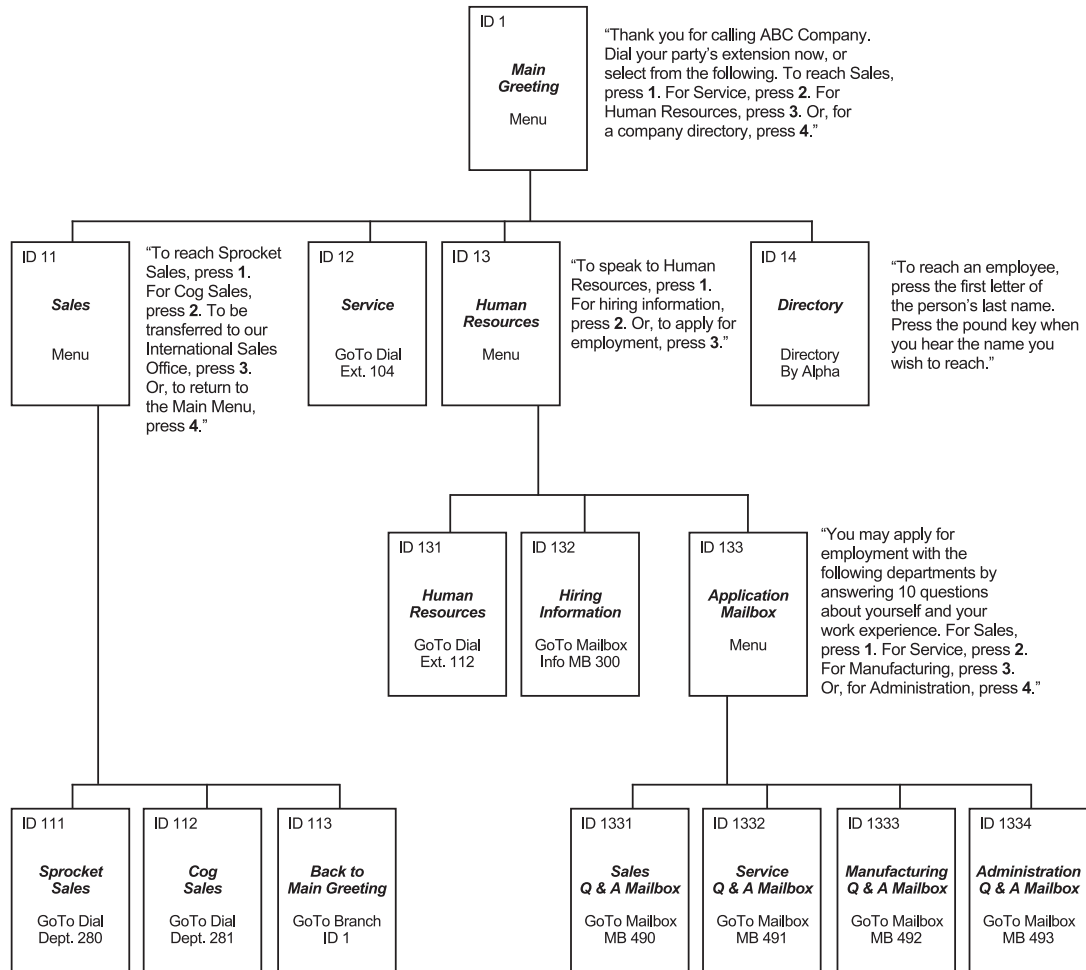 ID 1
Main
Greeting
Menu
“Thank you for calling ABC Company.
Dial your party’s extension now, or
select from the following. To reach Sales,
press 1. For Service, press 2. For
Human Resources, press 3. Or, for
a company directory, press 4.”
ID 11
Sales
Menu
“To reach Sprocket
Sales, press 1.
For Cog Sales,
press 2. To be
transferred to our
International Sales
Office, press 3.
Or, to return to
the Main Menu,
press 4.”
ID 12
Service
GoTo Dial
Ext. 104
ID 13
Human
Resources
Menu
“To speak to Human
Resources, press 1.
For hiring information,
press 2. Or, to apply for
employment, press 3.”
ID 14
Directory
Directory
By Alpha
“To reach an employee,
press the first letter of
the person’s last name.
Press the pound key when
you hear the name you
wish to reach.”
ID 131
Human
Resources
GoTo Dial
Ext. 112
ID 132
Hiring
Information
GoTo Mailbox
Info MB 300
ID 133
Application
Mailbox
Menu
“You may apply for
employment with the
following departments by
answering 10 questions
about yourself and your
work experience. For Sales,
press 1. For Service, press 2.
For Manufacturing, press 3.
Or, for Administration, press 4.”
ID 111
Sprocket
Sales
GoTo Dial
Dept. 280
ID 112
Cog
Sales
GoTo Dial
Dept. 281
ID 113
Back to
Main Greeting
GoTo Branch
ID 1
ID 1331
Sales
Q & A Mailbox
GoTo Mailbox
MB 490
ID 1332
Service
Q & A Mailbox
GoTo Mailbox
MB 491
ID 1333
Manufacturing
Q & A Mailbox
GoTo Mailbox
MB 492
ID 1334
Administration
Q & A Mailbox
GoTo Mailbox
MB 493